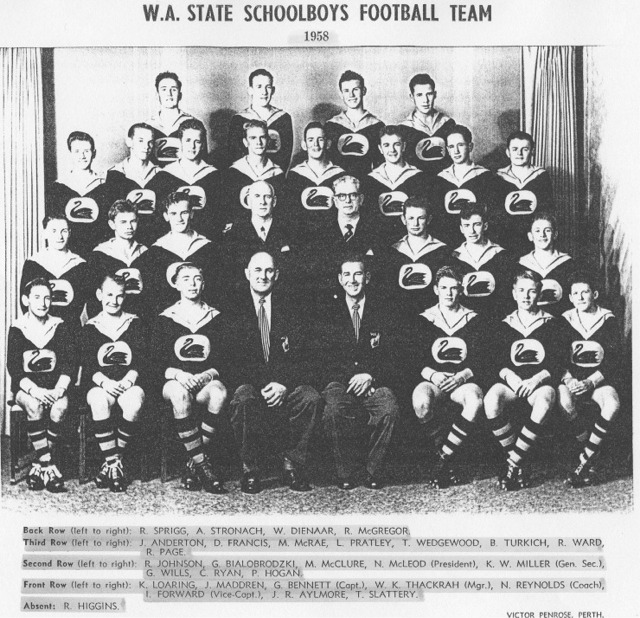 W.A. STATE SCHOOLBOYS FOOTBALL TEAM
1958
Back Row (left to right): R. SPRIGG, A. STRONACH, W. DIENAAR, R. McGREGOR
Third Row (left to right): J. ANDERTON, D. FRANCIS, M. McRAE, L. PRATLEY, T. WEDGEWOOD, B. TURKICH, R. WARD,
R. PAGE.
Second Row (left to right): R. JOHNSON, G. BIALOBRODZKI, M. McCLURE, N. McLEOD (President), K. W. MILLER (Gen. Sec.),
G. WILLS, C. RYAN, P. HOGAN.
Front Row (left to right): K. LOARING, J. MADDREN, G. BENNETT (Capt.), W. K. THACKRAH (Mgr.), N. REYNOLDS (Coach),
I. FORWARD (Vice-Capt.), J. R. AYLMORE, T. SLATTERY.
Absent: R. HIGGINS.
VICTOR PENROSE, PERTH.